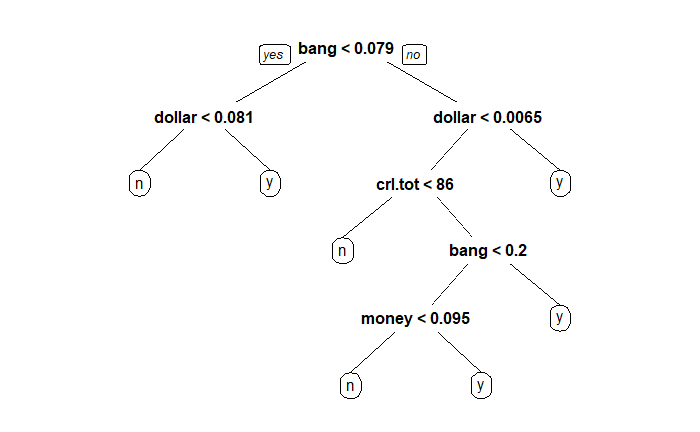 yes bang < 0.079 no
dollar < 0.081 dollar < 0.0065
n y crl.tot < 86 y
n bang < 0.2
money < 0.095 y
n y